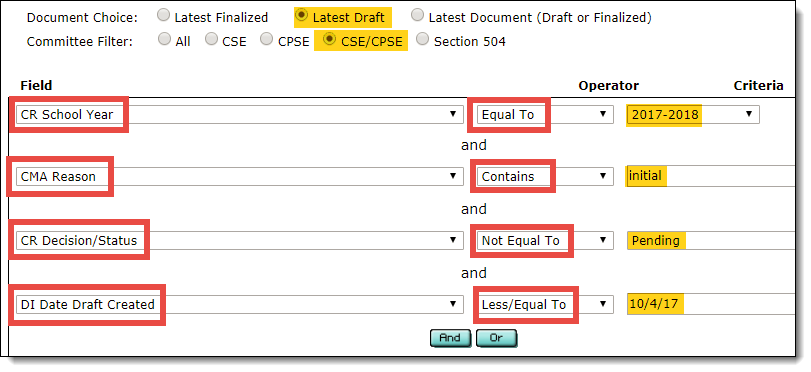 Document Choice: Latest Finalized Latest Draft Latest Document (Draft or Finalized)
Committee Filter: All CSE CPSE CSE/CPSE Section 504
Field Operator Criteria
CR School Year Equal To 2017-2018
and
CMA Reason Contains initial
and
CR Decision/Status Not Equal To Pending
and
DI Date Draft Created Less/Equal To 10/4/17
And Or